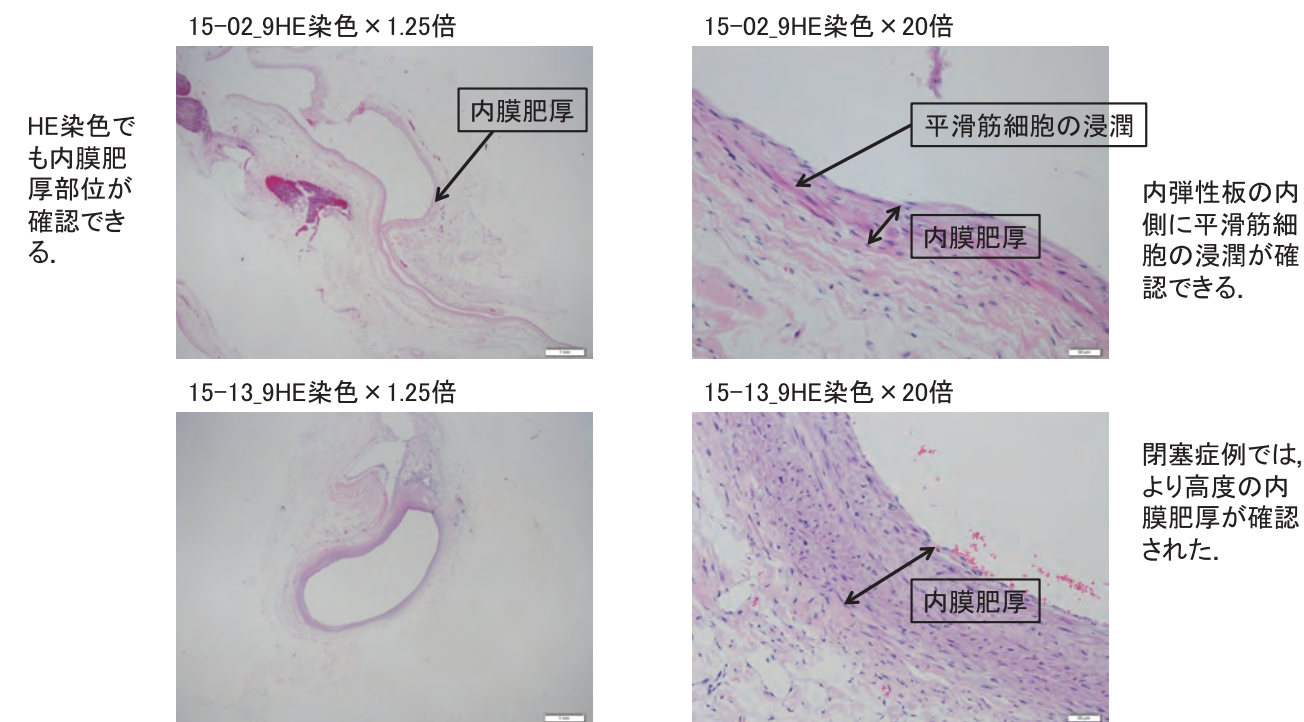 15-02_9HE染色×1.25倍
15-02_9HE染色×20倍
HE染色で
も内膜肥
厚部位が
確認でき
る.
内膜肥厚
平滑筋細胞の浸潤
内膜肥厚
内弾性板の内
側に平滑筋細
胞の浸潤が確
認できる.
15-13_9HE染色×1.25倍
15-13_9HE染色×20倍
内膜肥厚
閉塞症例では,
より高度の内
膜肥厚が確認
された.